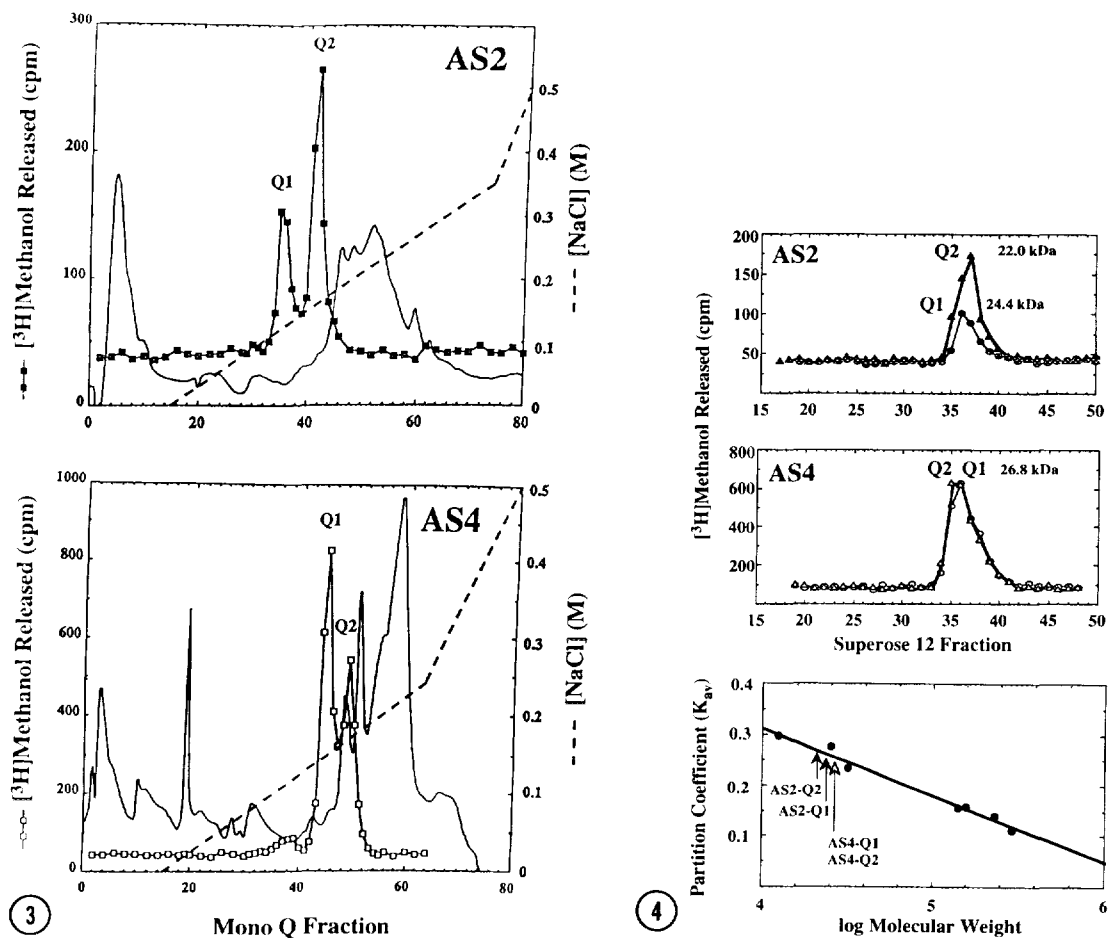 300
200
100
0
[³H]Methanol Released (cpm)
AS2
Q1
Q2
0.5
0.4
0.3
0.2
0.1
0
[NaCl] (M)
0
20
40
60
80
1000
800
600
400
200
0
[³H]Methanol Released (cpm)
AS4
Q1
Q2
0.5
0.4
0.3
0.2
0.1
0
[NaCl] (M)
0
20
40
60
80
Mono Q Fraction
3
200
175
150
125
100
75
50
25
AS2
Q2
22.0 kDa
Q1
24.4 kDa
15
20
25
30
35
40
45
50
[³H]Methanol Released (cpm)
800
600
400
200
AS4
Q2
Q1
26.8 kDa
15
20
25
30
35
40
45
50
Superose 12 Fraction
Partition Coefficient (Kav)
0.4
0.3
0.2
0.1
AS2-Q2
AS2-Q1
AS4-Q1
AS4-Q2
4
5
6
log Molecular Weight
4